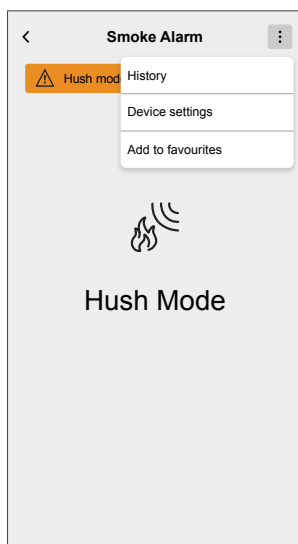 Smoke Alarm
Hush mod
History
Device settings
Add to favourites
Hush Mode